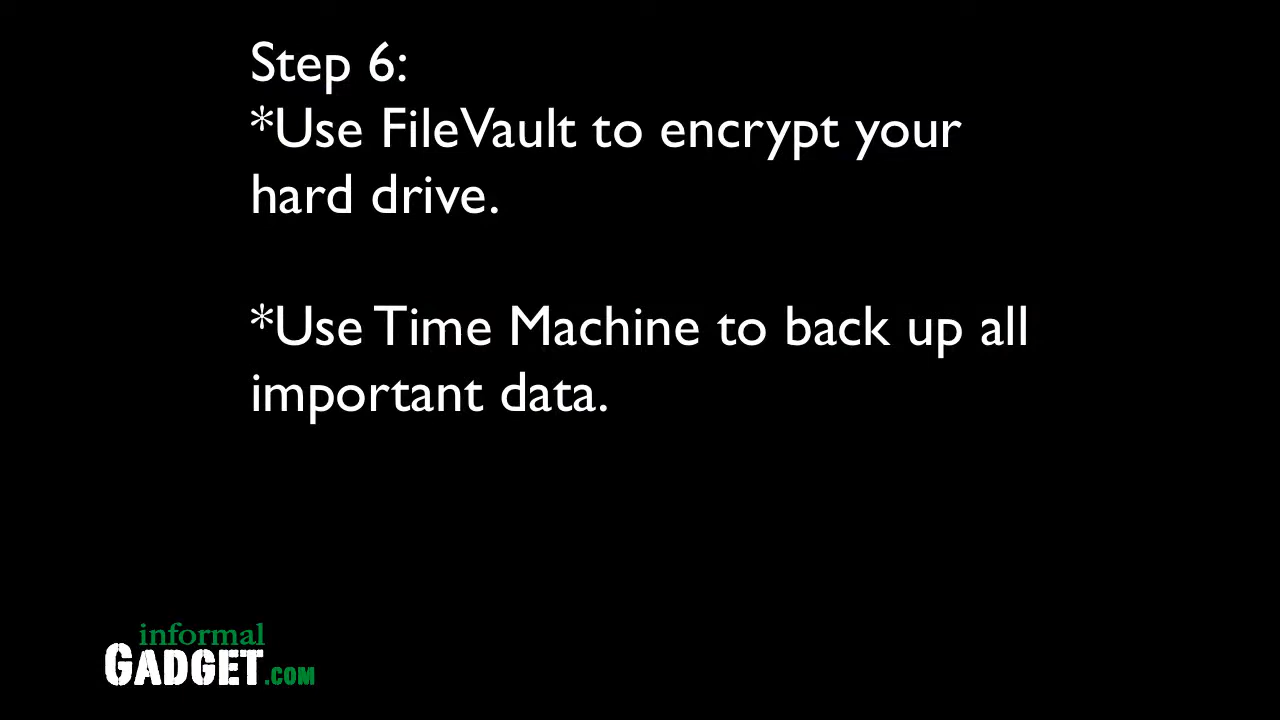 Step 6:
*Use FileVault to encrypt your
hard drive.
*Use Time Machine to back up all
important data.
informal
GADGET.COM